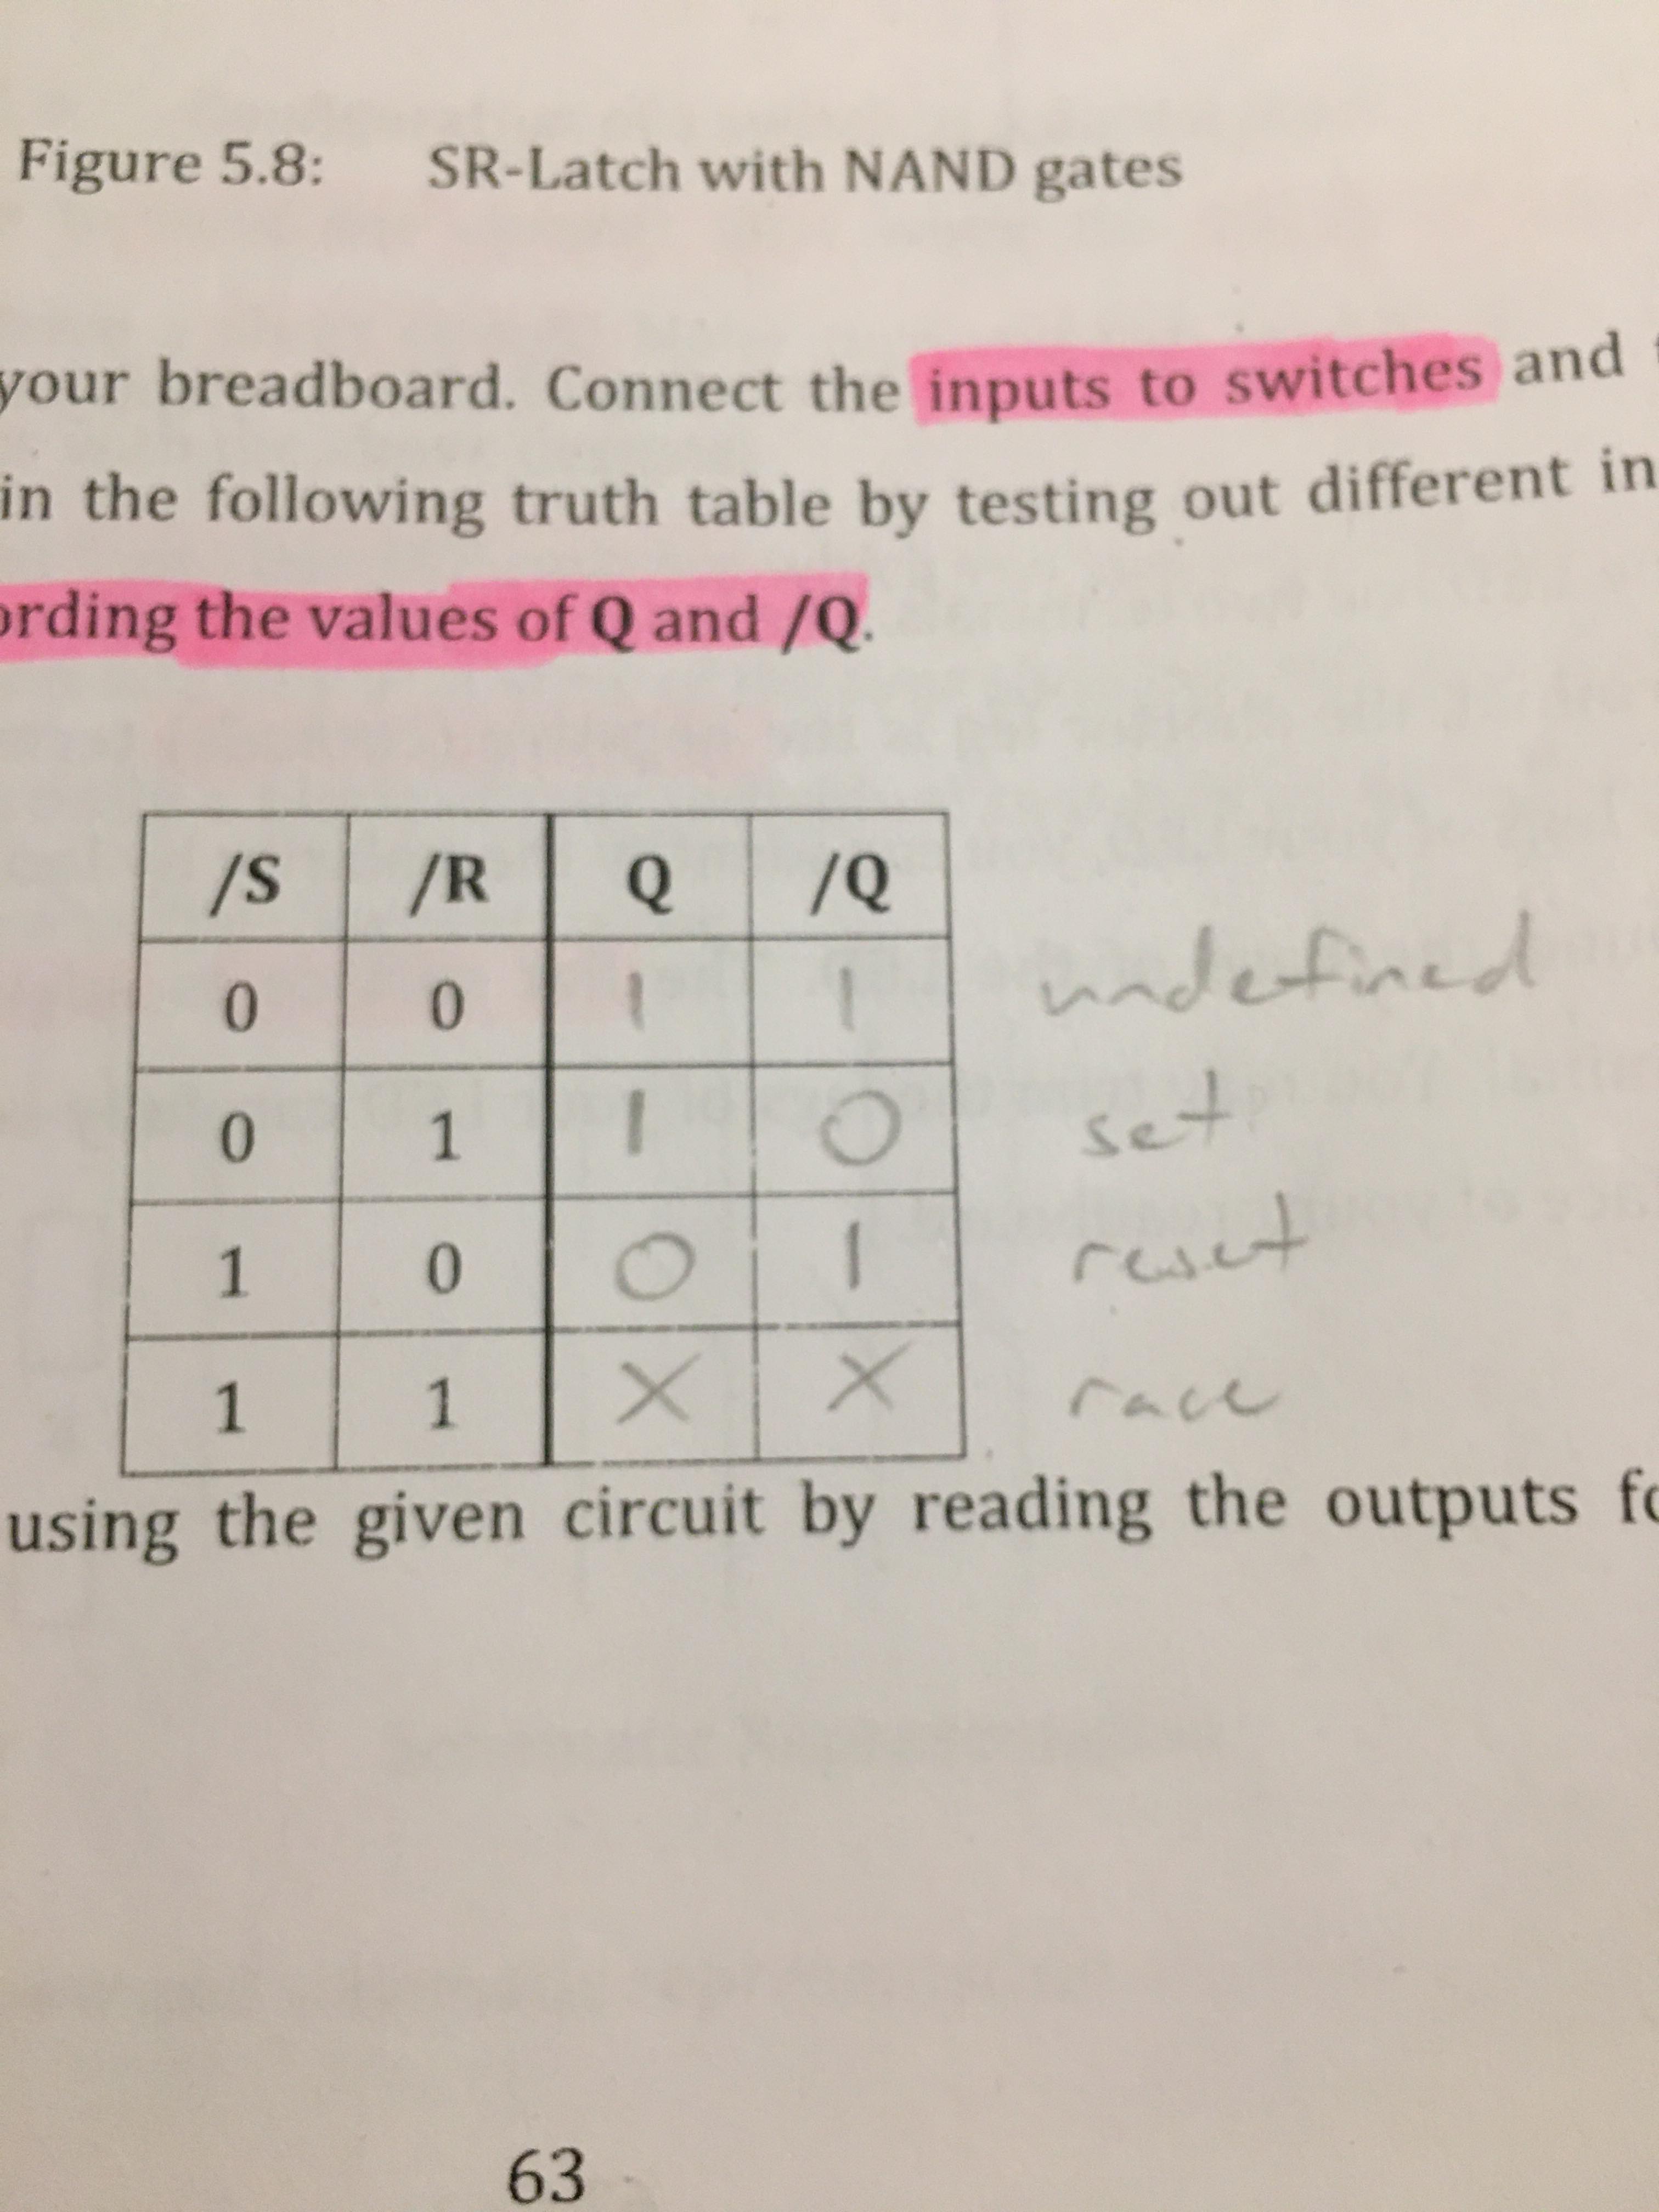 Figure 5.8: SR-Latch with NAND gates
your breadboard. Connect the inputs to switches and
in the following truth table by testing out different in
ording the values of Q and /Q.
/S /R Q /Q
0 0 1 1 undefined
0 1 1 0 set
1 0 0 1 reset
1 1 X X race
using the given circuit by reading the outputs fo
63